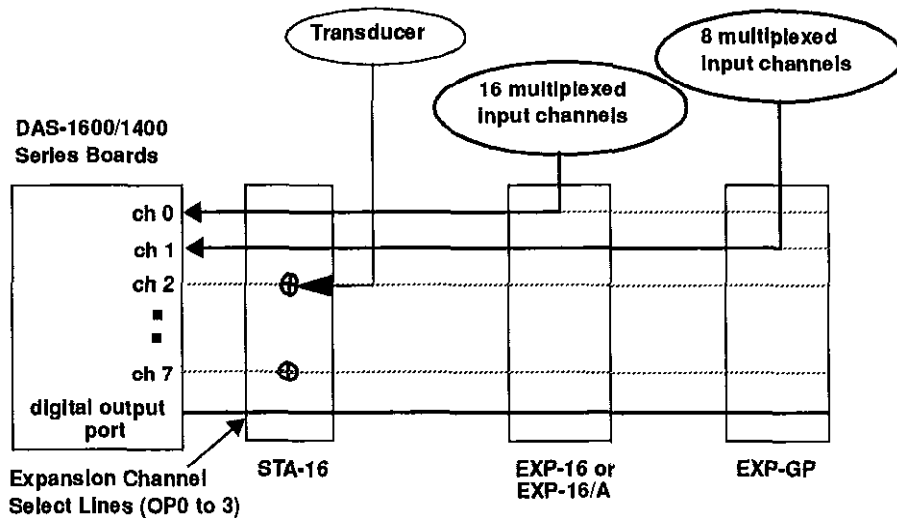 Transducer
8 multiplexed
input channels
16 multiplexed
input channels
DAS-1600/1400
Series Boards
ch 0
ch 1
ch 2
ch 7
digital output
port
Expansion Channel
Select Lines (OP0 to 3)
STA-16
EXP-16 or
EXP-16/A
EXP-GP